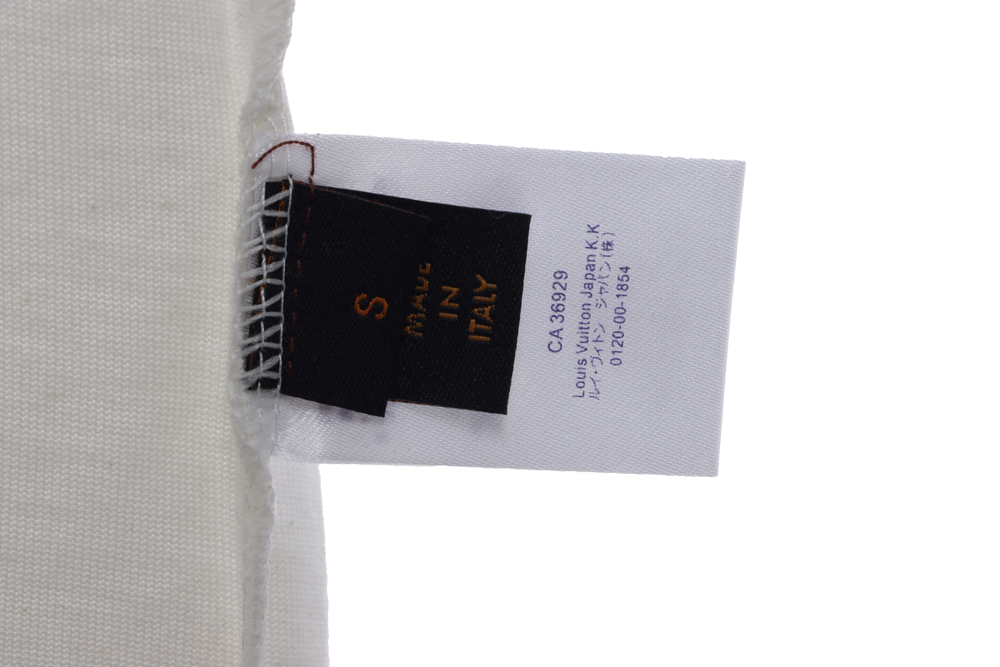 S
MADE
IN
ITALY
CA 36929
Louis Vuitton Japan K.K
ルイ・ヴィトン ジャパン(株)
0120-00-1854